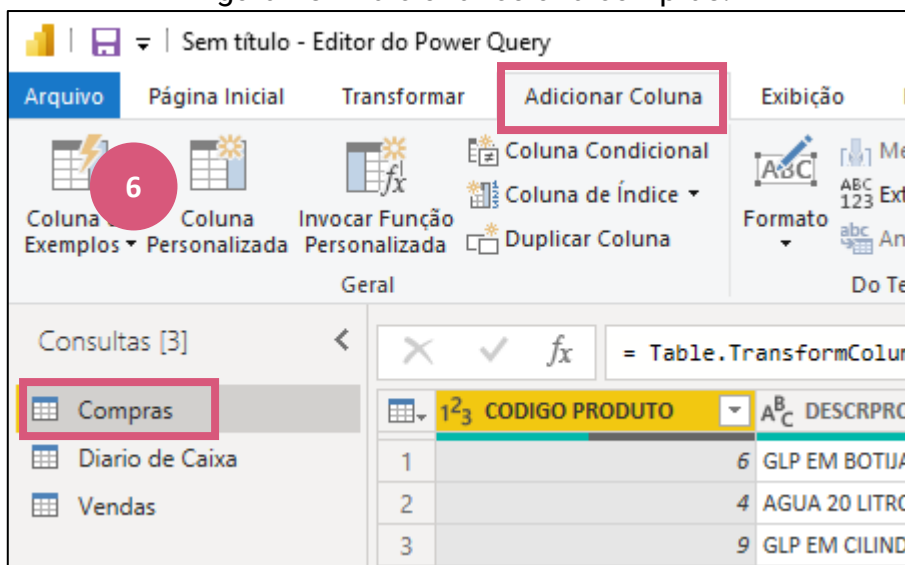 Sem título - Editor do Power Query
Arquivo Página Inicial Transformar Adicionar Coluna Exibição
6
Coluna
Exemplos
Coluna
Personalizada
Invocar Função
Personalizada
Coluna Condicional
Coluna de Índice
Duplicar Coluna
Geral
ABC
Formato
ABC
123
abc
Consultas [3]
fx = Table.TransformColu
Compras
Diario de Caixa
Vendas
123 CODIGO PRODUTO ABC DESCRPRO
1 6 GLP EM BOTIJA
2 4 AGUA 20 LITRO
3 9 GLP EM CILIND